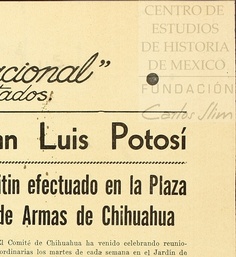 CENTRO DE
ESTUDIOS
DE HISTORIA
DE MEXICO
FUNDACIÓN
Carlos Slim
cional"
tados.
an Luis Potosí
itin efectuado en la Plaza
de Armas de Chihuahua
El Comité de Chihuahua ha venido celebrando reunio-
ordinarias los martes de cada semana en el Jardín de